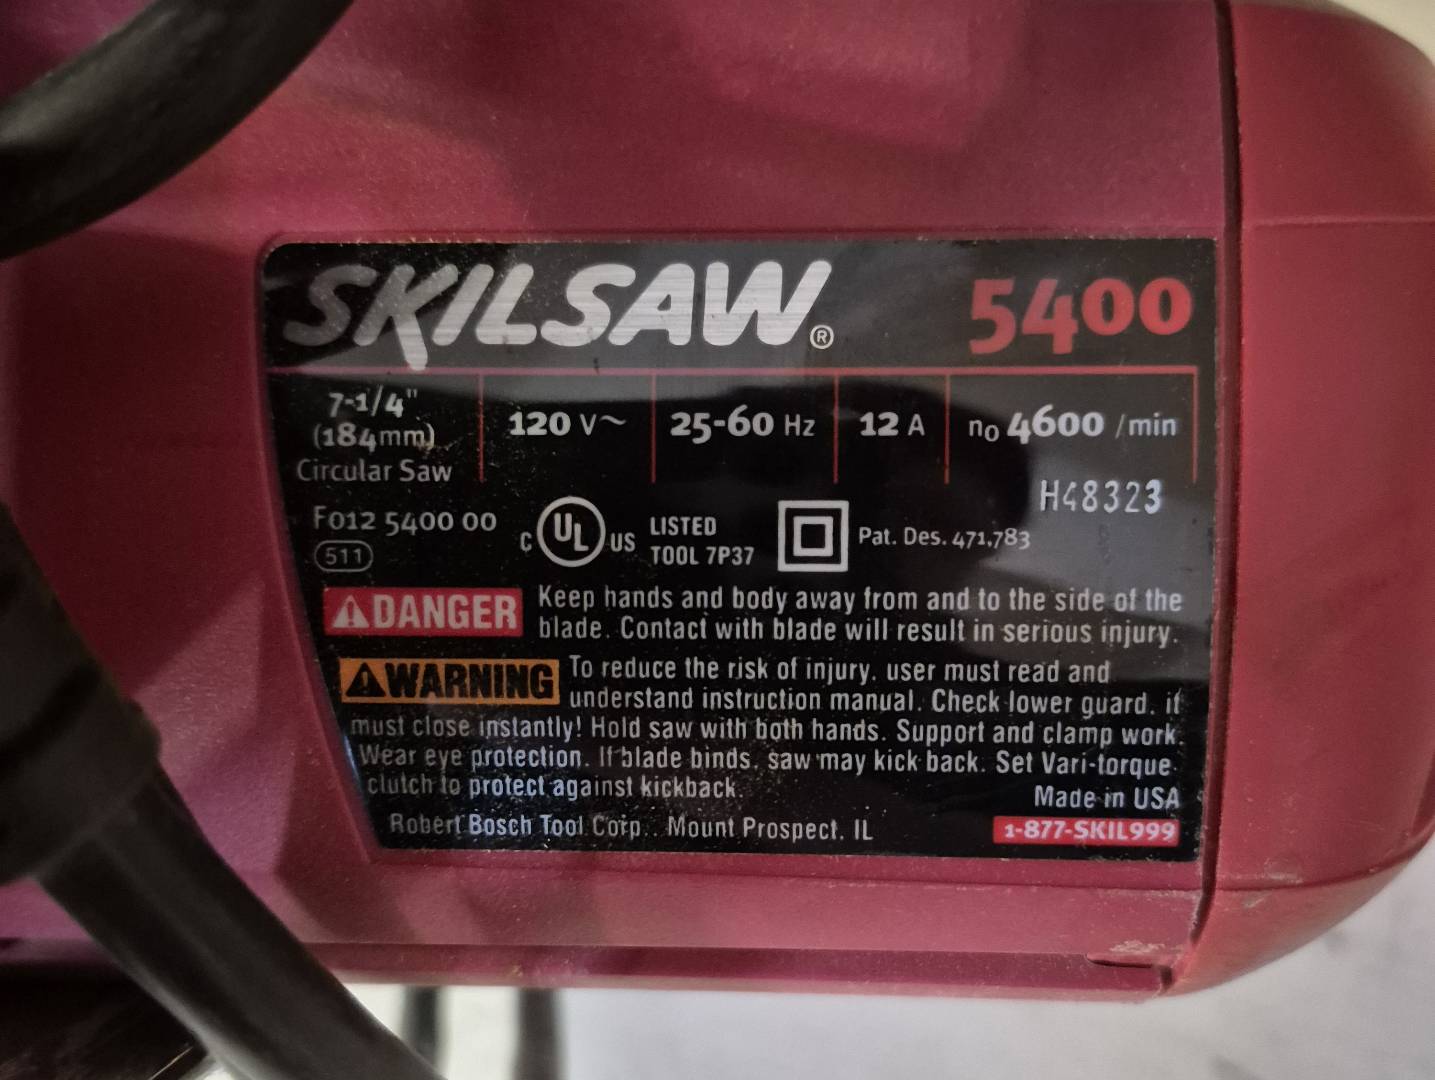 SKILSAW® 5400
7-1/4"
(184mm)
Circular Saw
120 V~
25-60 Hz
12 A
no 4600 /min
H48323
F012 5400 00
511
C UL US
LISTED
TOOL 7P37
Pat. Des. 471,783
DANGER Keep hands and body away from and to the side of the
blade. Contact with blade will result in serious injury.
WARNING To reduce the risk of injury, user must read and
understand instruction manual. Check lower guard, it
must close instantly! Hold saw with both hands. Support and clamp work.
Wear eye protection. If blade binds, saw may kick back. Set Vari-torque
clutch to protect against kickback.
Made in USA
Robert Bosch Tool Corp. Mount Prospect, IL
1-877-SKIL999